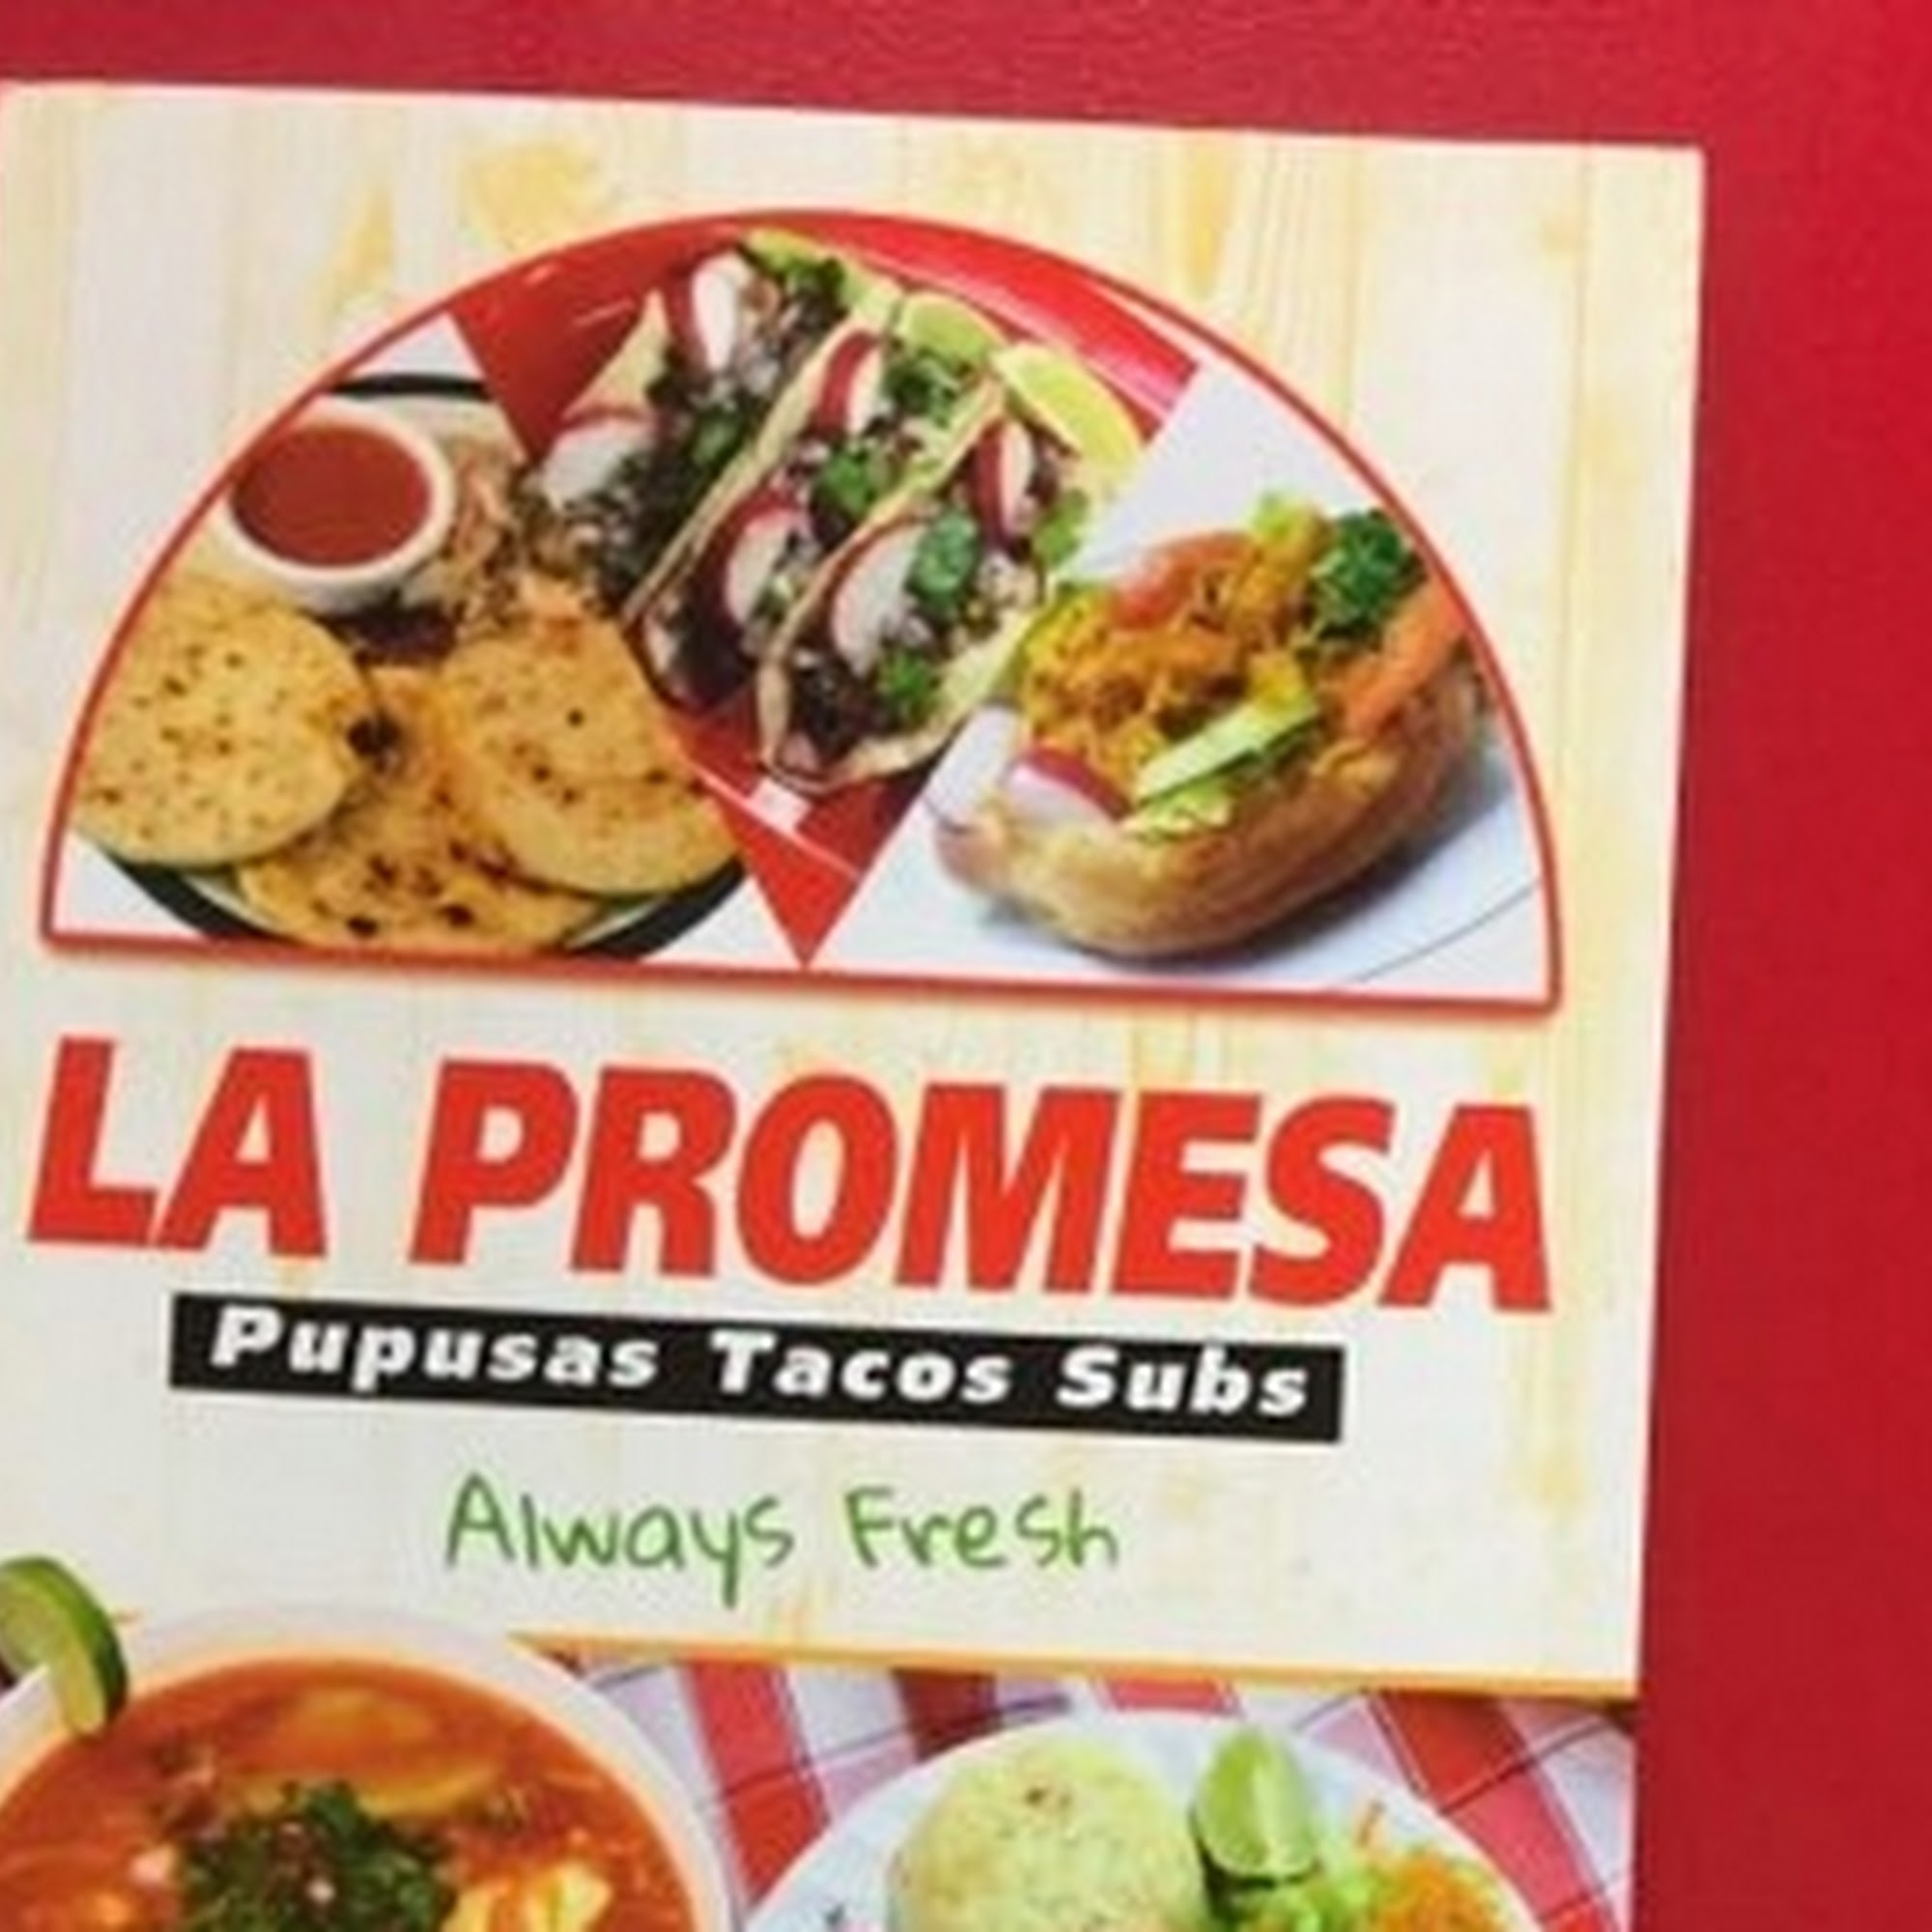 LA PROMESA
Pupusas Tacos Subs
Always Fresh